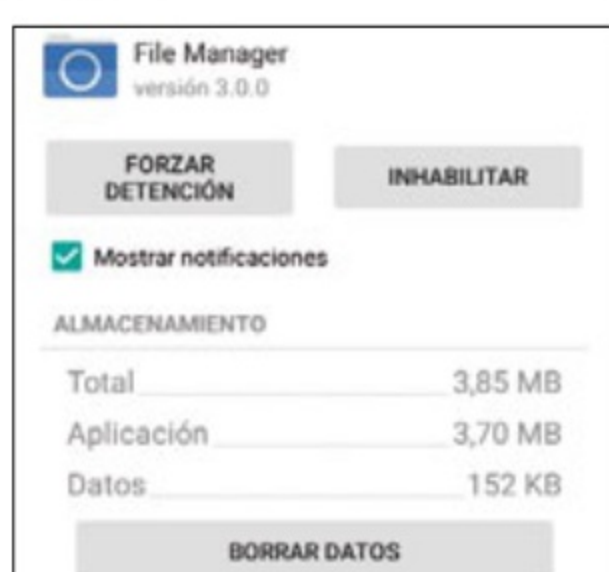 File Manager
versión 3.0.0
FORZAR
DETENCIÓN
INHABILITAR
Mostrar notificaciones
ALMACENAMIENTO
Total 3,85 MB
Aplicación 3,70 MB
Datos 152 KB
BORRAR DATOS